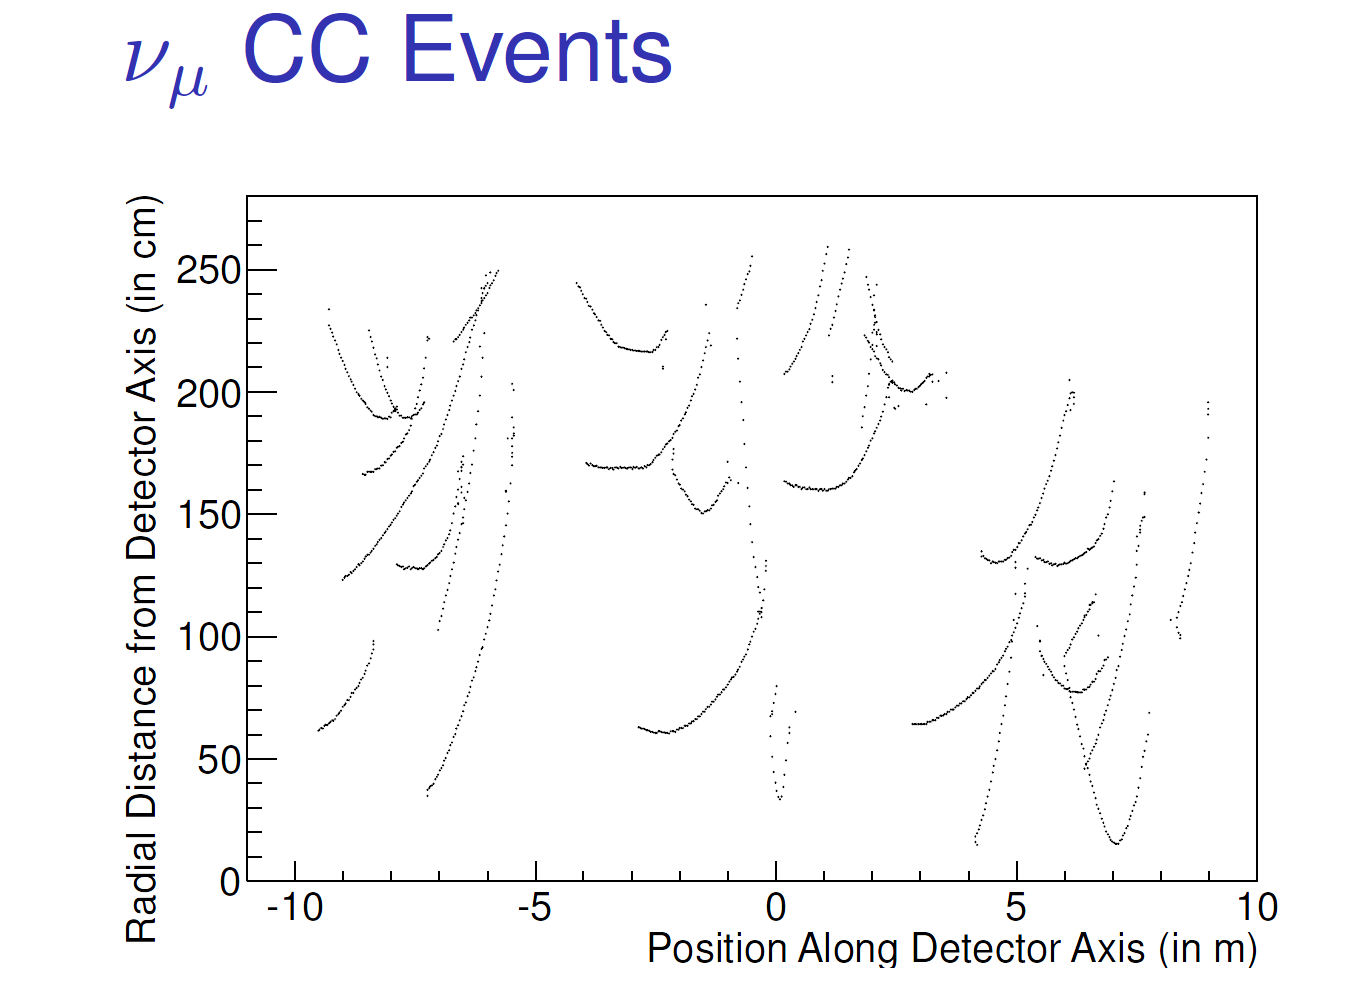 ν_μ CC Events
Radial Distance from Detector Axis (in cm)
250
200
150
100
50
0
-10 -5 0 5 10
Position Along Detector Axis (in m)